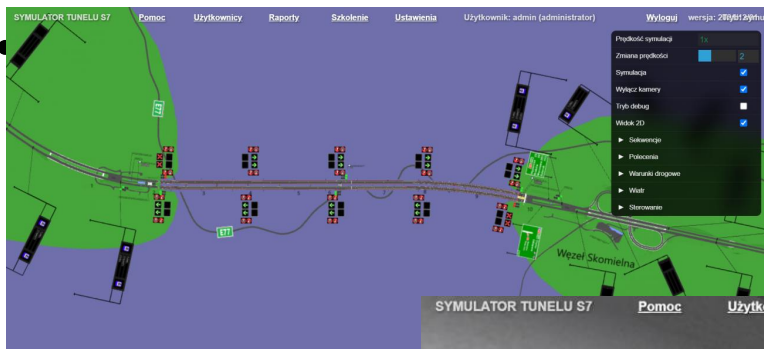 SYMULATOR TUNELU S7 Pomoc Użytkownicy Raporty Szkolenie Ustawienia Użytkownik: admin (administrator) Wyloguj wersja:
Prędkość symulacji 1x
Zmiana prędkości 2
Symulacja
Wyłącz kamery
Tryb debug
Widok 2D
Sekwencje
Polecenia
Warunki drogowe
Wiatr
Sterowanie
E77
E77
Węzeł Skomielna
SYMULATOR TUNELU S7 Pomoc Użytk